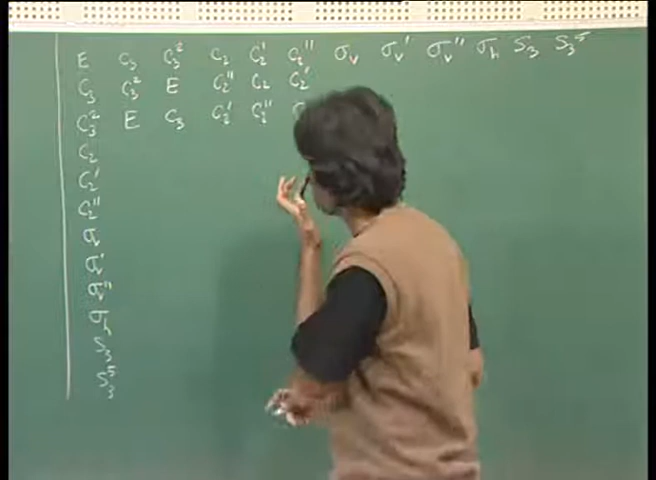 E C₃ C₃² C₂ C₂' C₂'' σᵥ σᵥ' σᵥ'' σₕ S₃ S₃⁵
C₃ C₃² E C₂'' C₂ C₂'
C₃² E C₃ C₂' C₂''
C₂
C₂'
C₂''
σᵥ
σᵥ'
σᵥ''
σₕ
S₃
S₃⁵